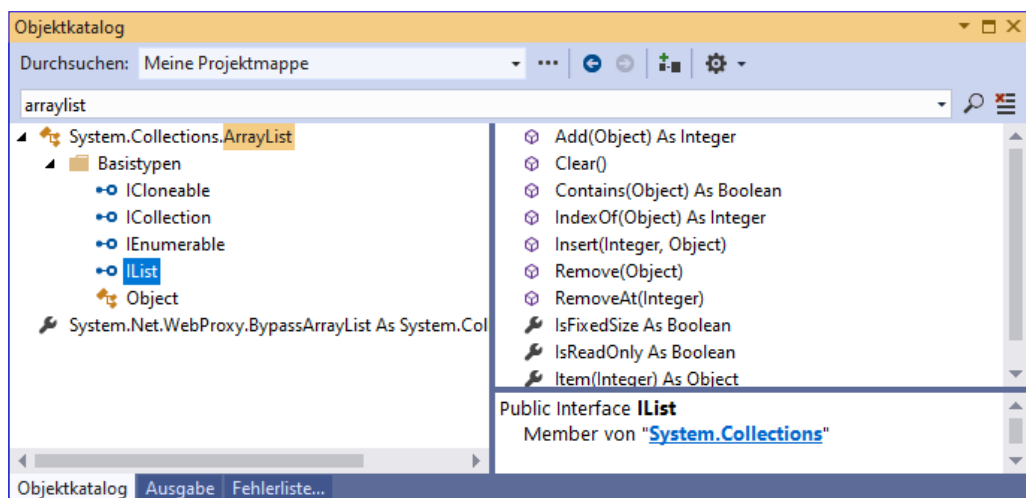 Objektkatalog
Durchsuchen: Meine Projektmappe
arraylist
System.Collections.ArrayList
Basistypen
ICloneable
ICollection
IEnumerable
IList
Object
System.Net.WebProxy.BypassArrayList As System.Col
Add(Object) As Integer
Clear()
Contains(Object) As Boolean
IndexOf(Object) As Integer
Insert(Integer, Object)
Remove(Object)
RemoveAt(Integer)
IsFixedSize As Boolean
IsReadOnly As Boolean
Item(Integer) As Object
Public Interface IList
Member von "System.Collections"
Objektkatalog Ausgabe Fehlerliste...